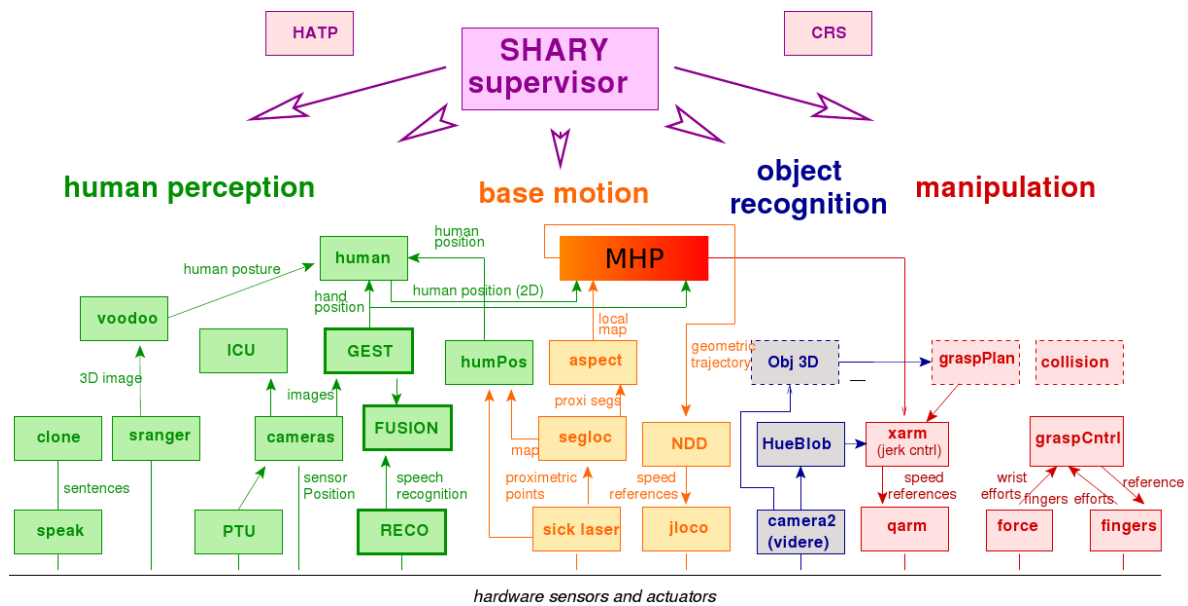 HATP
SHARY
supervisor
CRS
human perception
base motion
object
recognition
manipulation
human
position
human
MHP
human posture
human position (2D)
hand
position
voodoo
ICU
GEST
humPos
local
map
aspect
geometric
trajectory
Obj 3D
graspPlan
collision
3D image
images
proxi segs
clone
sranger
cameras
FUSION
map
segloc
NDD
HueBlob
xarm
(jerk cntrl)
graspCntrl
sentences
sensor
Position
speech
recognition
proximetric
points
speed
references
speed
references
wrist
efforts
fingers efforts
reference
speak
PTU
RECO
sick laser
jloco
camera2
(videre)
qarm
force
fingers
hardware sensors and actuators